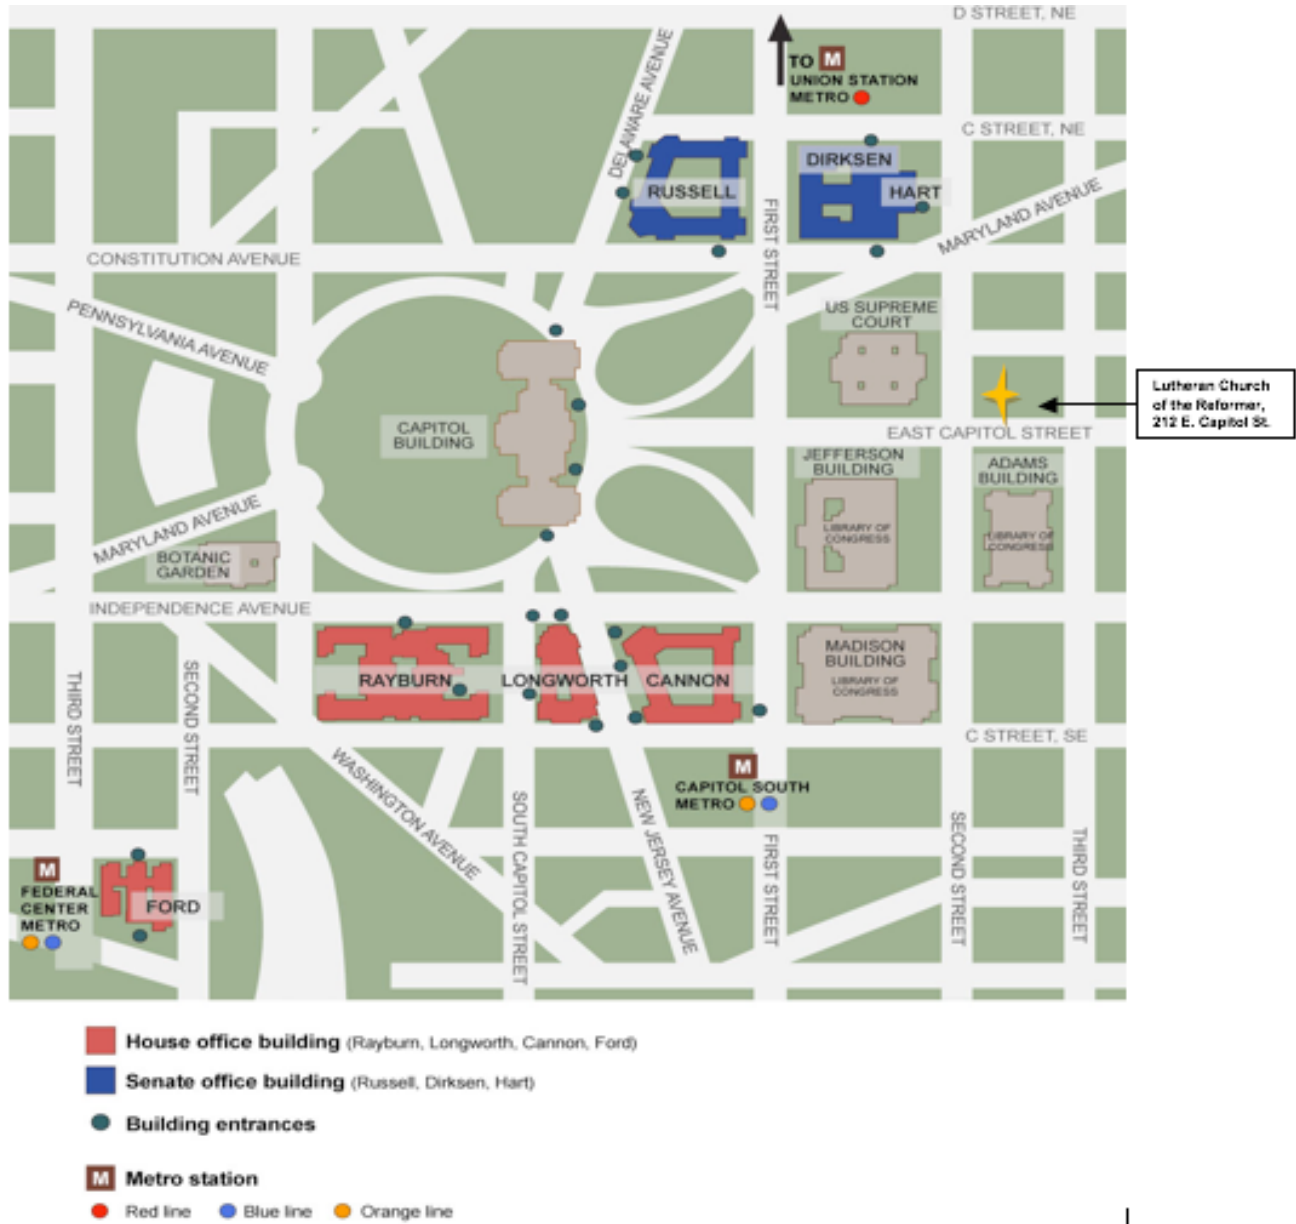 D STREET, NE
TO M
UNION STATION
METRO
DELAWARE AVENUE
C STREET, NE
DIRKSEN
RUSSELL
HART
FIRST STREET
MARYLAND AVENUE
CONSTITUTION AVENUE
PENNSYLVANIA AVENUE
US SUPREME
COURT
Lutheran Church
of the Reformer,
212 E. Capitol St.
CAPITOL
BUILDING
EAST CAPITOL STREET
JEFFERSON
BUILDING
ADAMS
BUILDING
LIBRARY OF
CONGRESS
LIBRARY OF
CONGRESS
MARYLAND AVENUE
BOTANIC
GARDEN
INDEPENDENCE AVENUE
MADISON
BUILDING
LIBRARY OF
CONGRESS
RAYBURN
LONGWORTH
CANNON
THIRD STREET
SECOND STREET
C STREET, SE
WASHINGTON AVENUE
M
CAPITOL SOUTH
METRO
SOUTH CAPITOL STREET
NEW JERSEY AVENUE
FIRST STREET
SECOND STREET
THIRD STREET
M
FEDERAL
CENTER
METRO
FORD
House office building (Rayburn, Longworth, Cannon, Ford)
Senate office building (Russell, Dirksen, Hart)
Building entrances
M Metro station
Red line Blue line Orange line